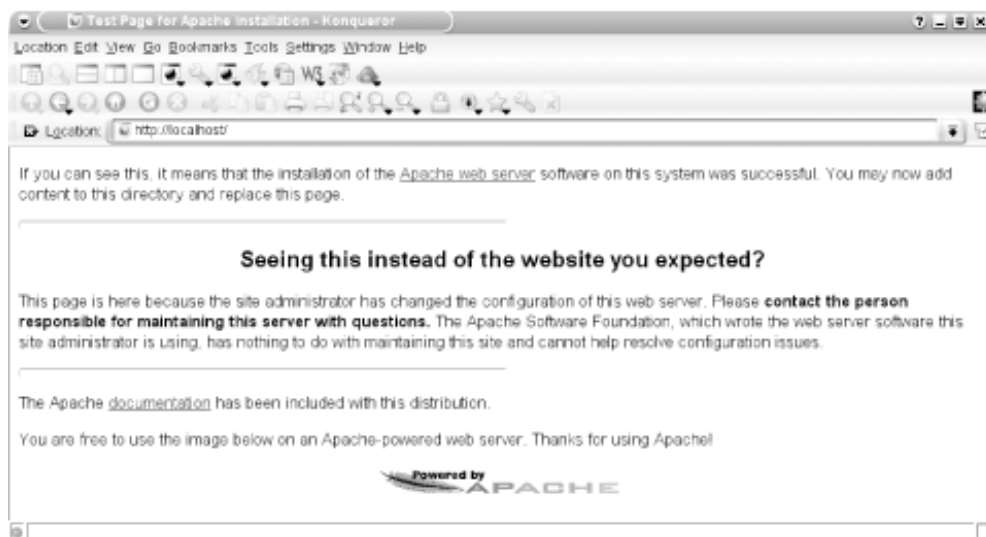 Test Page for Apache Installation - Konqueror
Location Edit View Go Bookmarks Tools Settings Window Help
Location: http://localhost/
If you can see this, it means that the installation of the Apache web server software on this system was successful. You may now add
content to this directory and replace this page.
Seeing this instead of the website you expected?
This page is here because the site administrator has changed the configuration of this web server. Please contact the person
responsible for maintaining this server with questions. The Apache Software Foundation, which wrote the web server software this
site administrator is using, has nothing to do with maintaining this site and cannot help resolve configuration issues.
The Apache documentation has been included with this distribution.
You are free to use the image below on an Apache-powered web server. Thanks for using Apache!
Powered by
APACHE